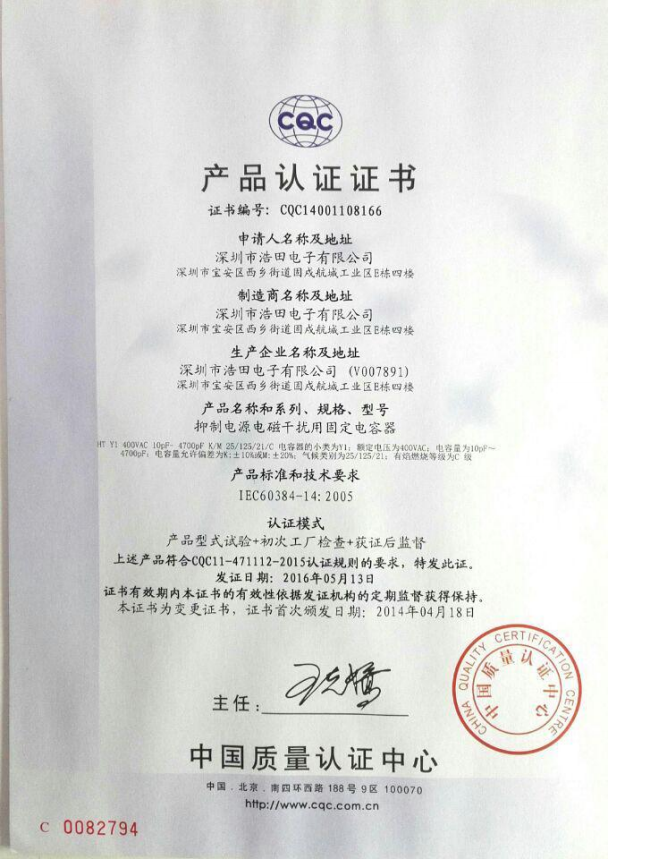 CQC
产品认证证书
证书编号: CQC14001108166
申请人名称及地址
深圳市浩田电子有限公司
深圳市宝安区西乡街道固戍航城工业区E栋四楼
制造商名称及地址
深圳市浩田电子有限公司
深圳市宝安区西乡街道固戍航城工业区E栋四楼
生产企业名称及地址
深圳市浩田电子有限公司 (V007891)
深圳市宝安区西乡街道固戍航城工业区E栋四楼
产品名称和系列、规格、型号
抑制电源电磁干扰用固定电容器
HT Y1 400VAC 10pF- 4700pF K/M 25/125/21/C 电容器的小类为Y1; 额定电压为400VAC; 电容量为10pF~
4700pF; 电容量允许偏差为K:±10%或M:±20%; 气候类别为25/125/21; 有焰燃烧等级为C 级
产品标准和技术要求
IEC60384-14:2005
认证模式
产品型式试验+初次工厂检查+获证后监督
上述产品符合CQC11-471112-2015认证规则的要求，特发此证。
发证日期: 2016年05月13日
证书有效期内本证书的有效性依据发证机构的定期监督获得保持。
本证书为变更证书，证书首次颁发日期: 2014年04月18日
主任:
CHINA QUALITY CERTIFICATION CENTRE
中国质量认证中心
中国质量认证中心
中国．北京．南四环西路 188号 9区 100070
http://www.cqc.com.cn
C 0082794